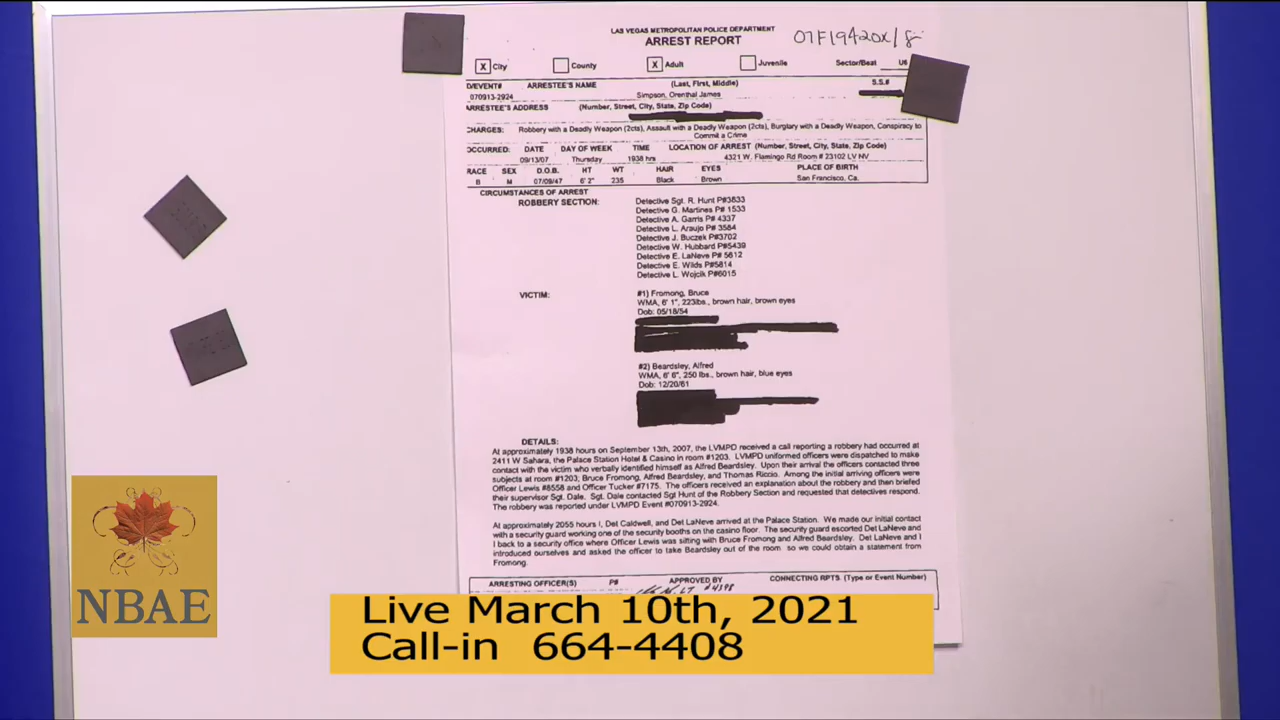 LAS VEGAS METROPOLITAN POLICE DEPARTMENT
ARREST REPORT
07F19420X/
X City County X Adult Juvenile Sector/Beat
ID/EVENT# ARRESTEE'S NAME (Last, First, Middle) S.S.#
070913-2924 Simpson, Orenthal James
ARRESTEE'S ADDRESS (Number, Street, City, State, Zip Code)
CHARGES: Robbery with a Deadly Weapon (2cts), Assault with a Deadly Weapon (2cts), Burglary with a Deadly Weapon, Conspiracy to
Commit a Crime
OCCURRED: DATE DAY OF WEEK TIME LOCATION OF ARREST (Number, Street, City, State, Zip Code)
09/13/07 Thursday 1938 hrs 4321 W. Flamingo Rd Room # 23102 LV NV
RACE SEX D.O.B. HT WT HAIR EYES PLACE OF BIRTH
B M 07/09/47 6' 2" 235 Black Brown San Francisco, Ca.
CIRCUMSTANCES OF ARREST
ROBBERY SECTION: Detective Sgt. R. Hunt P#3833
Detective G. Martines P# 1533
Detective A. Garris P# 4337
Detective L. Araujo P# 3584
Detective J. Buczek P#3702
Detective W. Hubbard P#5439
Detective E. LaNeve P# 5612
Detective E. Wilds P#5814
Detective L. Wojcik P#6015
VICTIM: #1) Fromong, Bruce
WMA, 6' 1", 223lbs., brown hair, brown eyes
Dob: 05/18/54
#2) Beardsley, Alfred
WMA, 6' 6", 250 lbs., brown hair, blue eyes
Dob: 12/20/61
DETAILS:
At approximately 1938 hours on September 13th, 2007, the LVMPD received a call reporting a robbery had occurred at
2411 W Sahara, the Palace Station Hotel & Casino in room #1203. LVMPD uniformed officers were dispatched to make
contact with the victim who verbally identified himself as Alfred Beardsley. Upon their arrival the officers contacted three
subjects at room #1203; Bruce Fromong, Alfred Beardsley, and Thomas Riccio. Among the initial arriving officers were
Officer Lewis #8558 and Officer Tucker #7175. The officers received an explanation about the robbery and then briefed
their supervisor Sgt. Dale. Sgt. Dale contacted Sgt Hunt of the Robbery Section and requested that detectives respond.
The robbery was reported under LVMPD Event #070913-2924.
At approximately 2055 hours I, Det Caldwell, and Det LaNeve arrived at the Palace Station. We made our initial contact
with a security guard working one of the security booths on the casino floor. The security guard escorted Det LaNeve and
I back to a security office where Officer Lewis was sitting with Bruce Fromong and Alfred Beardsley. Det LaNeve and I
introduced ourselves and asked the officer to take Beardsley out of the room so we could obtain a statement from
Fromong.
ARRESTING OFFICER(S) P# APPROVED BY CONNECTING RPTS. (Type or Event Number)
LT #4398
NBAE
Live March 10th, 2021
Call-in 664-4408